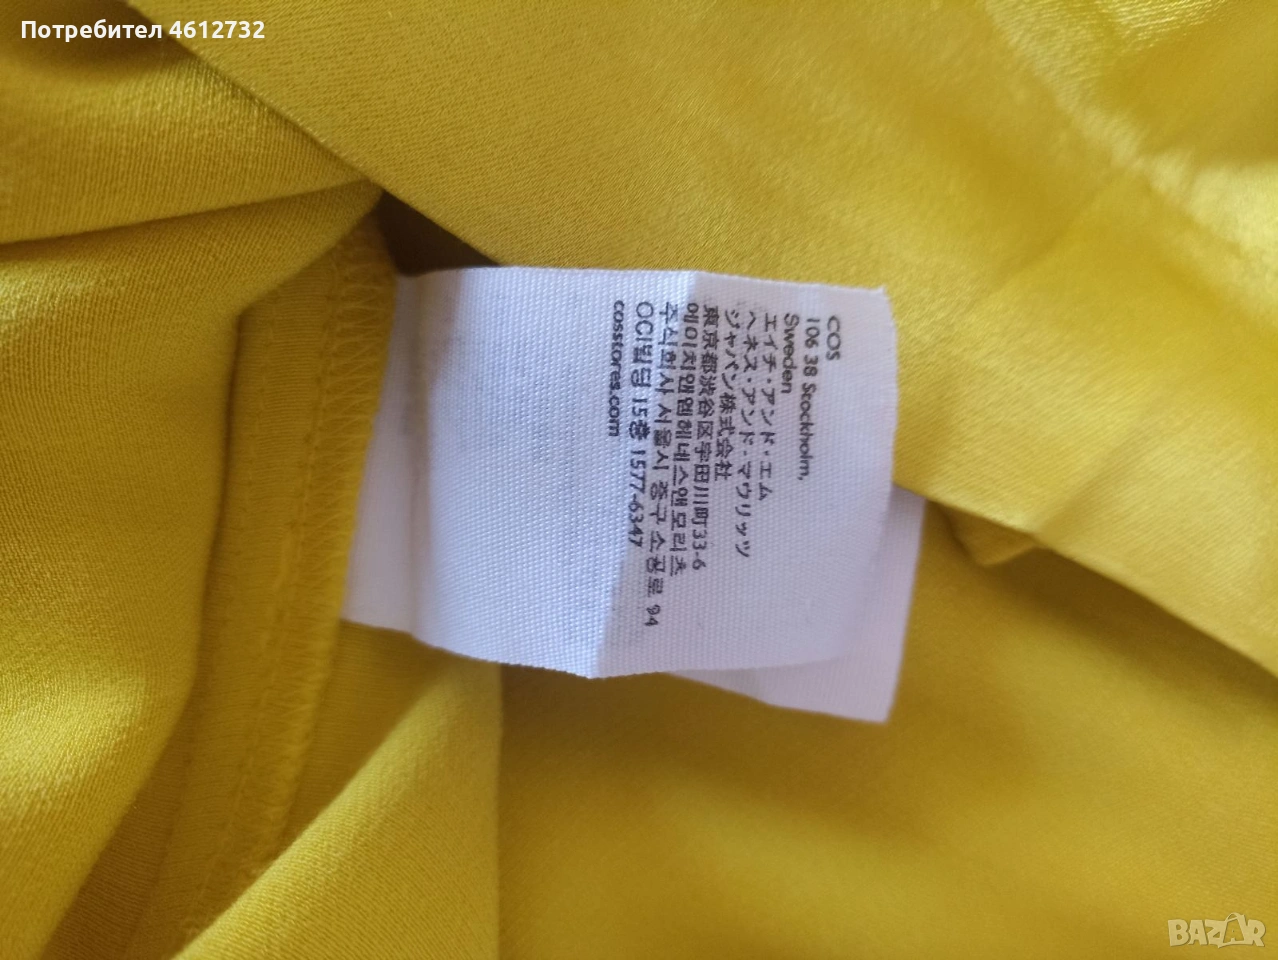 Потребител 4612732
COS
106 38 Stockholm,
Sweden
エイチ・アンド・エム
ヘネス・アンド・マウリッツ
ジャパン株式会社
東京都渋谷区宇田川町33-6
에이치앤엠헤네스앤모리츠
주식회사 서울시 중구 소공로 94
OCI빌딩 15층 1577-6347
cosstores.com
BAZAR